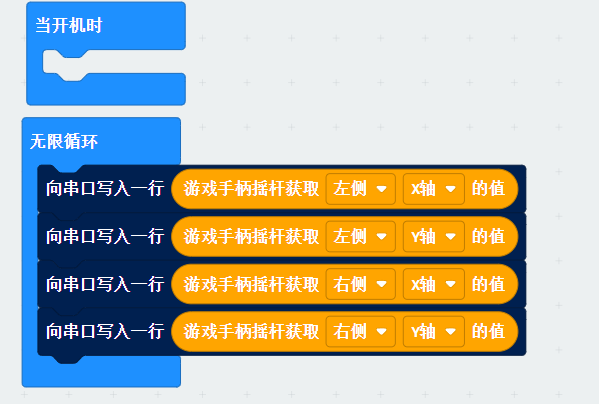 当开机时
无限循环
向串口写入一行 游戏手柄摇杆获取 左侧 X轴 的值
向串口写入一行 游戏手柄摇杆获取 左侧 Y轴 的值
向串口写入一行 游戏手柄摇杆获取 右侧 X轴 的值
向串口写入一行 游戏手柄摇杆获取 右侧 Y轴 的值